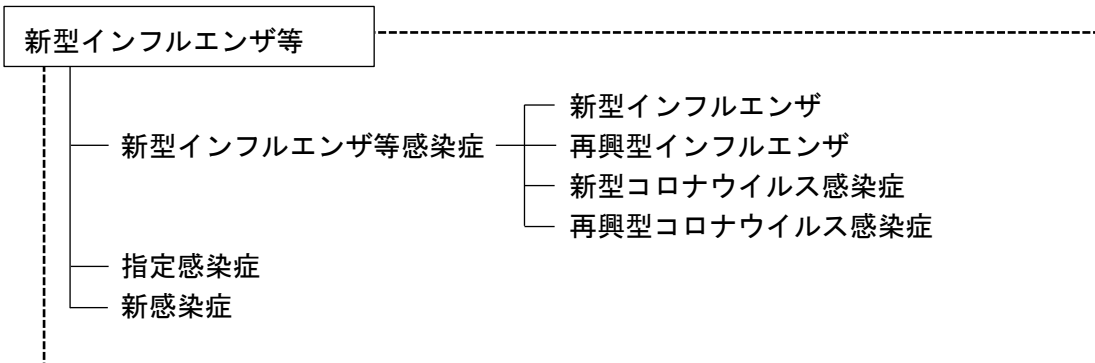 新型インフルエンザ等
新型インフルエンザ
新型インフルエンザ等感染症
再興型インフルエンザ
新型コロナウイルス感染症
再興型コロナウイルス感染症
指定感染症
新感染症